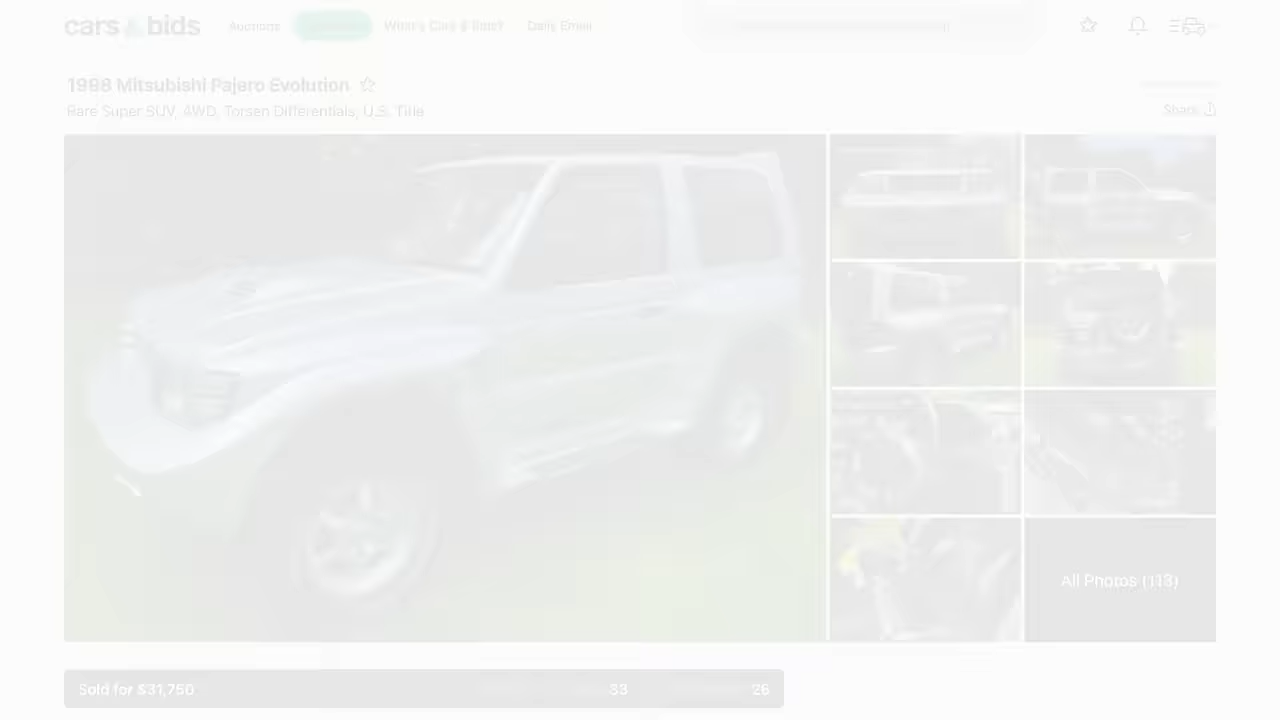 cars & bids
Auctions
What's Cars & Bids?
Daily Email
1998 Mitsubishi Pajero Evolution
Rare Super SUV, 4WD, Torsen Differentials, U.S. Title
Share
All Photos (113)
Sold for $31,750
33
26